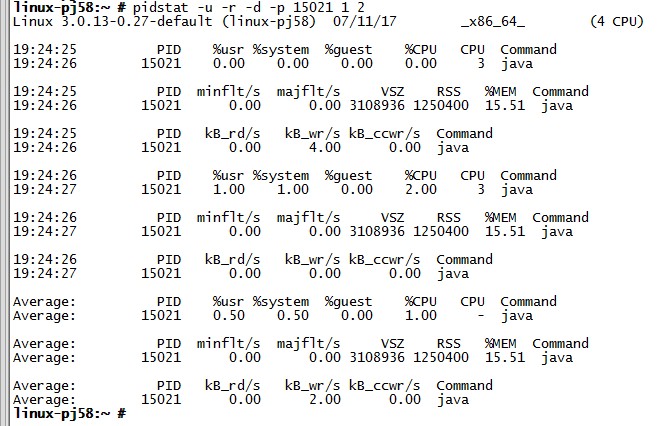 linux-pj58:~ # pidstat -u -r -d -p 15021 1 2
Linux 3.0.13-0.27-default (linux-pj58) 07/11/17 _x86_64_ (4 CPU)
19:24:25 PID %usr %system %guest %CPU CPU Command
19:24:26 15021 0.00 0.00 0.00 0.00 3 java
19:24:25 PID minflt/s majflt/s VSZ RSS %MEM Command
19:24:26 15021 0.00 0.00 3108936 1250400 15.51 java
19:24:25 PID kB_rd/s kB_wr/s kB_ccwr/s Command
19:24:26 15021 0.00 4.00 0.00 java
19:24:26 PID %usr %system %guest %CPU CPU Command
19:24:27 15021 1.00 1.00 0.00 2.00 3 java
19:24:26 PID minflt/s majflt/s VSZ RSS %MEM Command
19:24:27 15021 0.00 0.00 3108936 1250400 15.51 java
19:24:26 PID kB_rd/s kB_wr/s kB_ccwr/s Command
19:24:27 15021 0.00 0.00 0.00 java
Average: PID %usr %system %guest %CPU CPU Command
Average: 15021 0.50 0.50 0.00 1.00 - java
Average: PID minflt/s majflt/s VSZ RSS %MEM Command
Average: 15021 0.00 0.00 3108936 1250400 15.51 java
Average: PID kB_rd/s kB_wr/s kB_ccwr/s Command
Average: 15021 0.00 2.00 0.00 java
linux-pj58:~ #